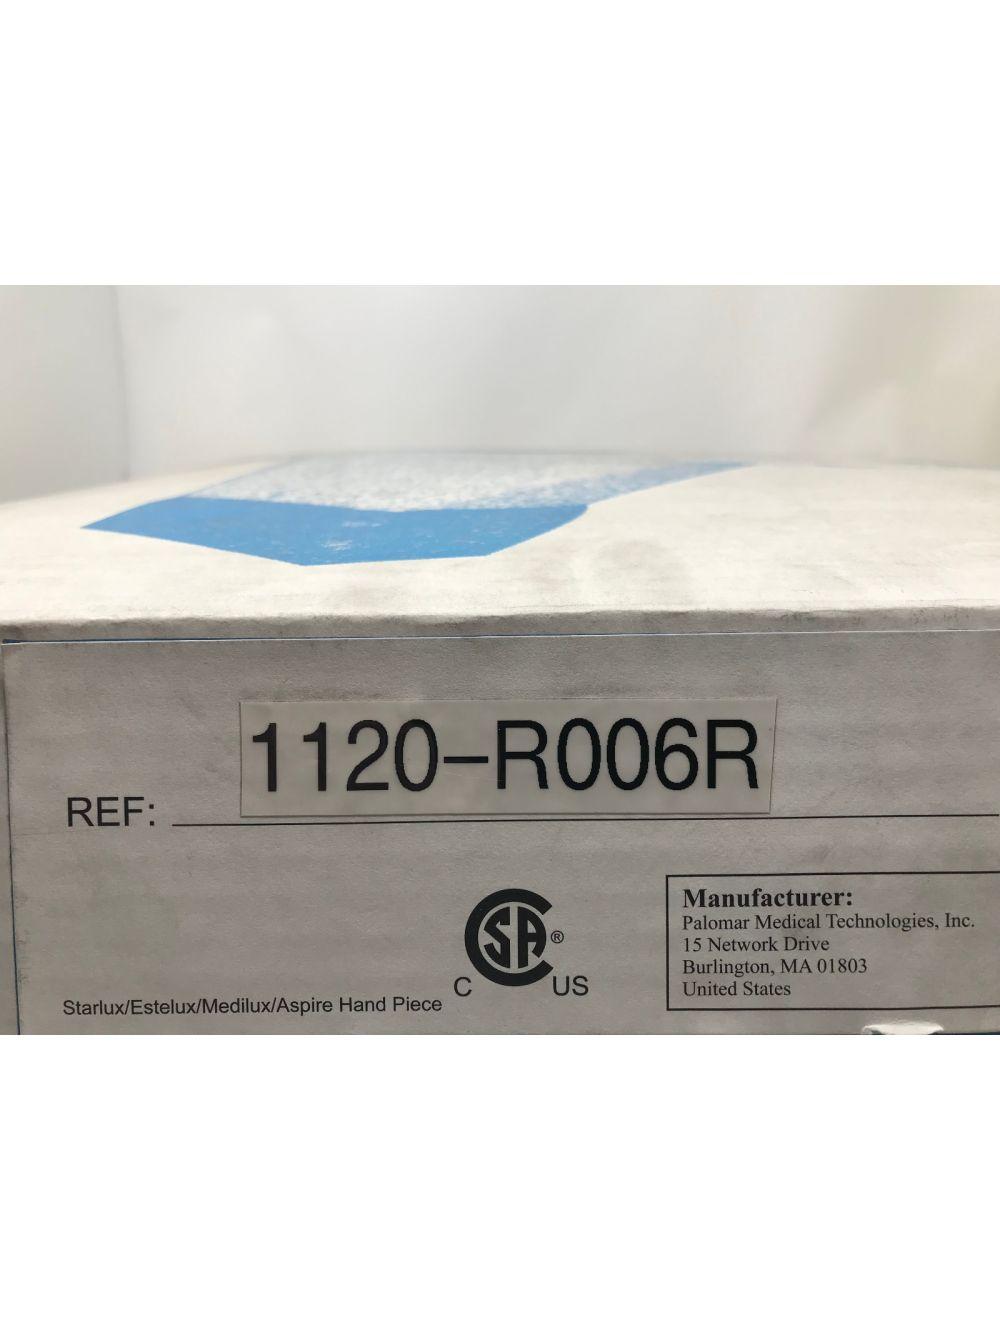 1120-R006R
REF:
CSA®
C US
Starlux/Estelux/Medilux/Aspire Hand Piece
Manufacturer:
Palomar Medical Technologies, Inc.
15 Network Drive
Burlington, MA 01803
United States